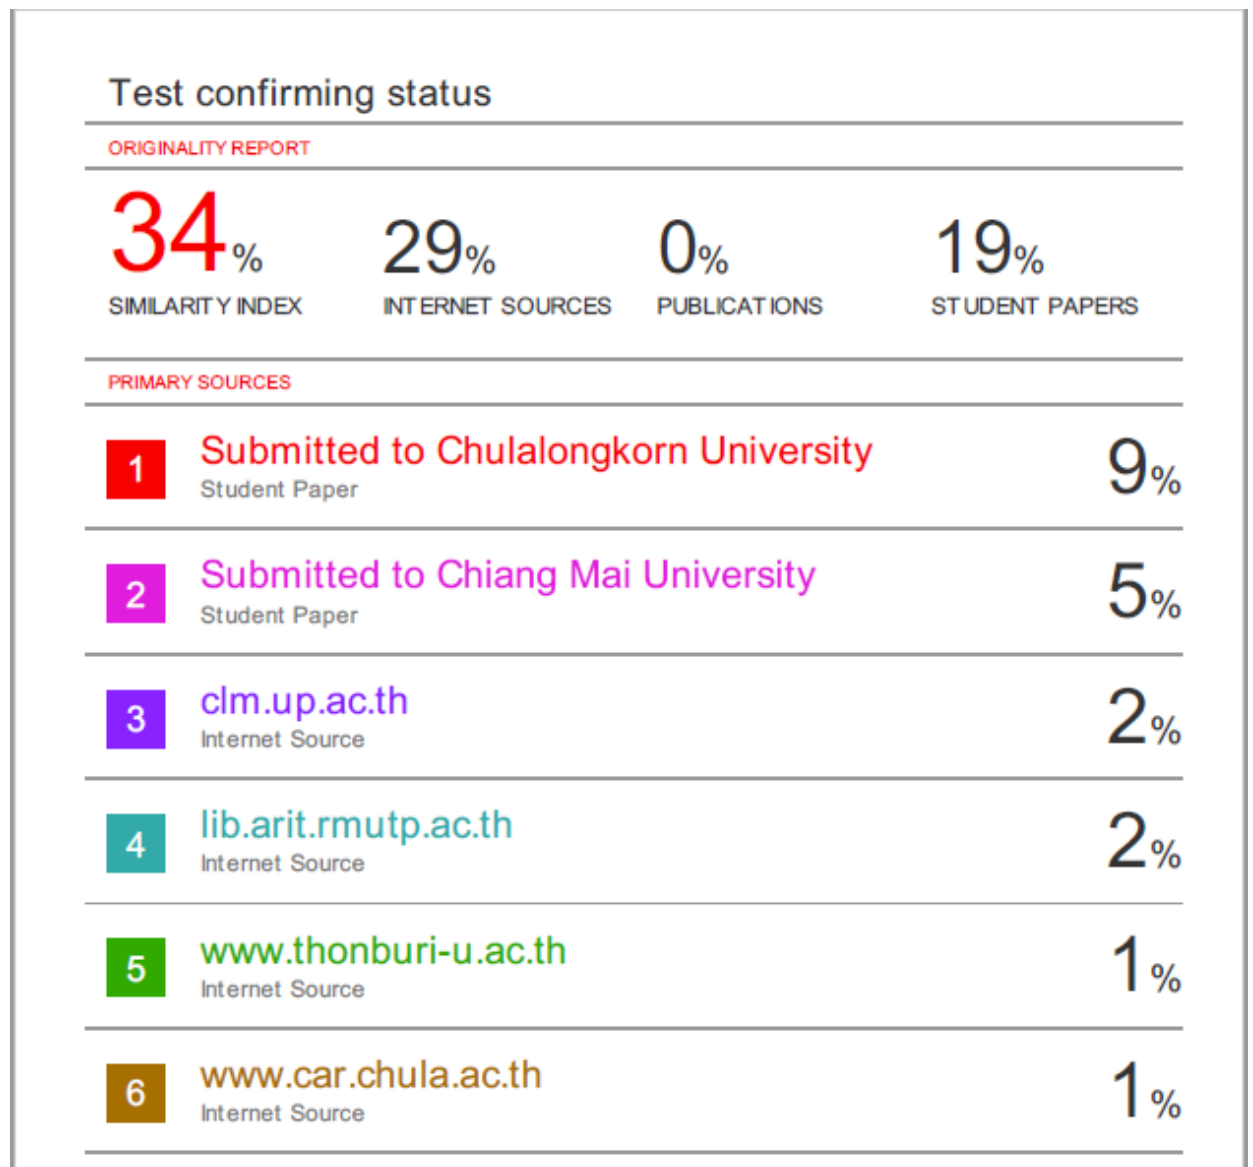 Test confirming status
ORIGINALITY REPORT
34% 29% 0% 19%
SIMILARITY INDEX INTERNET SOURCES PUBLICATIONS STUDENT PAPERS
PRIMARY SOURCES
1 Submitted to Chulalongkorn University 9%
Student Paper
2 Submitted to Chiang Mai University 5%
Student Paper
3 clm.up.ac.th 2%
Internet Source
4 lib.arit.rmutp.ac.th 2%
Internet Source
5 www.thonburi-u.ac.th 1%
Internet Source
6 www.car.chula.ac.th 1%
Internet Source